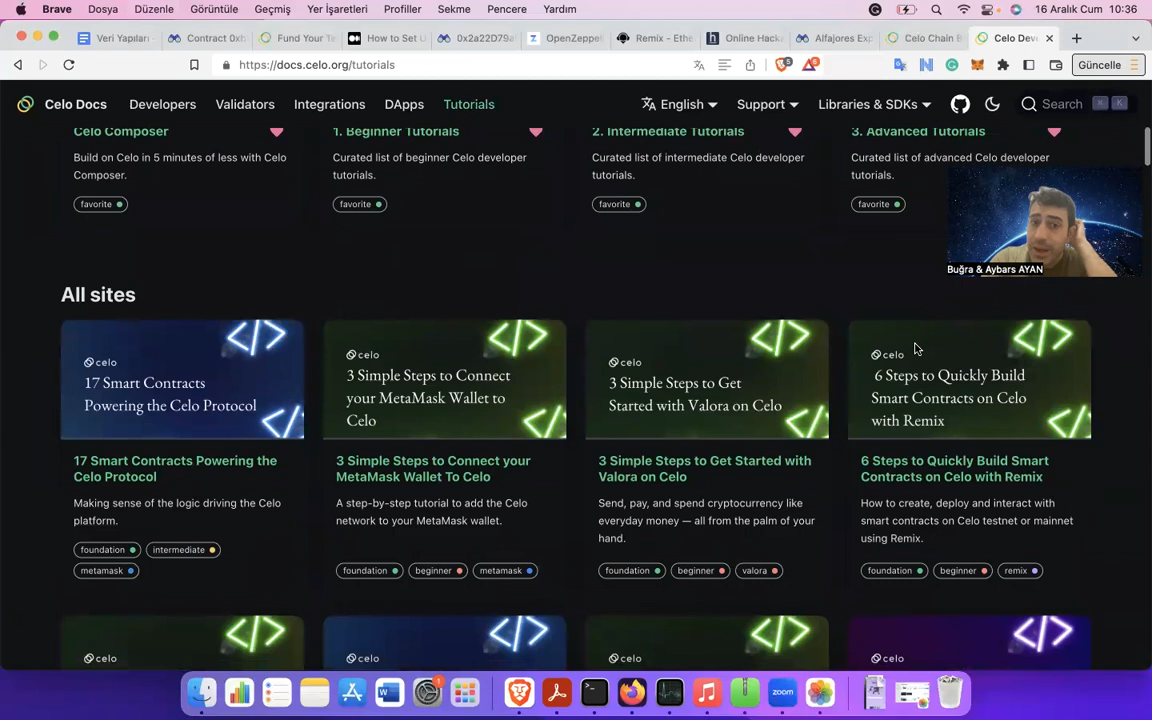 Brave Dosya Düzenle Görüntüle Geçmiş Yer İşaretleri Profiller Sekme Pencere Yardım 16 Aralık Cum 10:36
Veri Yapıları - Contract 0xb Fund Your Te How to Set U 0x2a22D79a OpenZeppel Remix - Ethe Online Hacka Alfajores Exp Celo Chain B Celo Dev
https://docs.celo.org/tutorials Güncelle
Celo Docs Developers Validators Integrations DApps Tutorials English Support Libraries & SDKs Search K
Celo Composer 1. Beginner Tutorials 2. Intermediate Tutorials 3. Advanced Tutorials
Build on Celo in 5 minutes of less with Celo Composer.
Curated list of beginner Celo developer tutorials.
Curated list of intermediate Celo developer tutorials.
Curated list of advanced Celo developer tutorials.
favorite favorite favorite favorite
Buğra & Aybars AYAN
All sites
celo
17 Smart Contracts
Powering the Celo Protocol
17 Smart Contracts Powering the
Celo Protocol
Making sense of the logic driving the Celo
platform.
foundation intermediate
metamask
celo
3 Simple Steps to Connect
your MetaMask Wallet to
Celo
3 Simple Steps to Connect your
MetaMask Wallet To Celo
A step-by-step tutorial to add the Celo
network to your MetaMask wallet.
foundation beginner metamask
celo
3 Simple Steps to Get
Started with Valora on Celo
3 Simple Steps to Get Started with
Valora on Celo
Send, pay, and spend cryptocurrency like
everyday money — all from the palm of your
hand.
foundation beginner valora
celo
6 Steps to Quickly Build
Smart Contracts on Celo
with Remix
6 Steps to Quickly Build Smart
Contracts on Celo with Remix
How to create, deploy and interact with
smart contracts on Celo testnet or mainnet
using Remix.
foundation beginner remix
celo celo celo celo
zoom